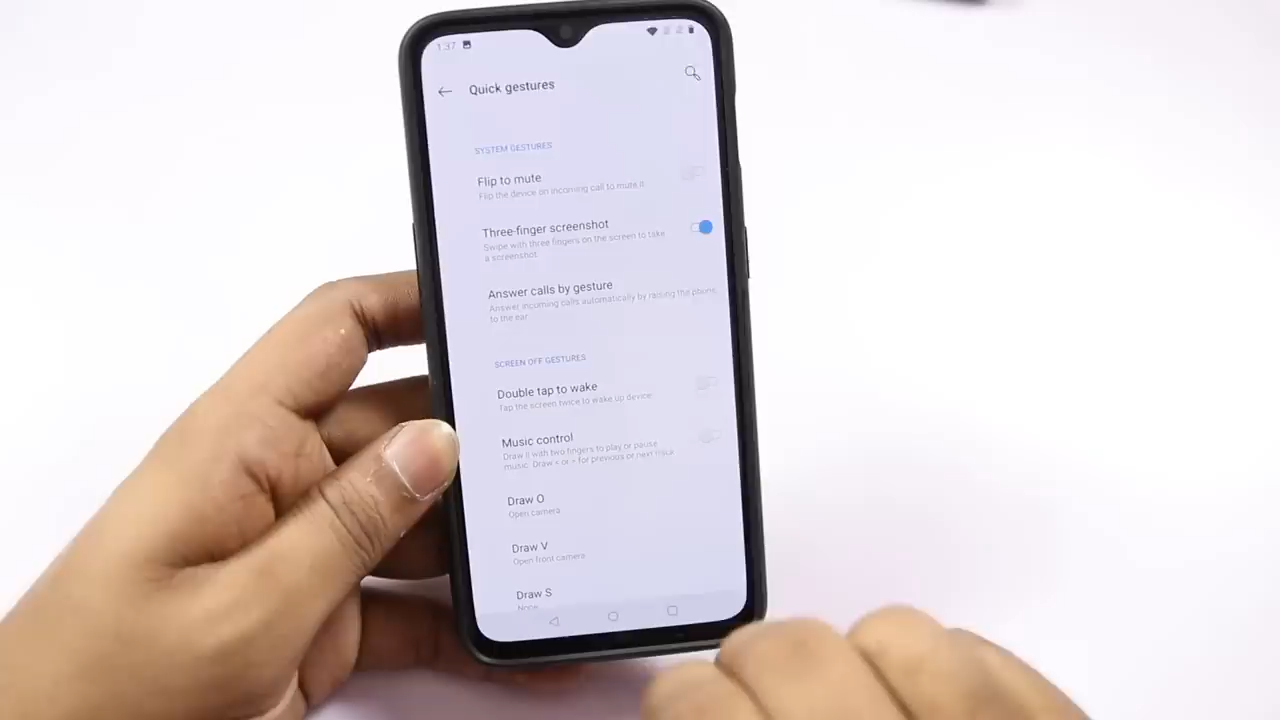 1:37
Quick gestures
SYSTEM GESTURES
Flip to mute
Flip the device on incoming call to mute it
Three-finger screenshot
Swipe with three fingers on the screen to take
a screenshot.
Answer calls by gesture
Answer incoming calls automatically by raising the phone
to the ear.
SCREEN OFF GESTURES
Double tap to wake
Tap the screen twice to wake up device
Music control
Draw II with two fingers to play or pause
music. Draw < or > for previous or next music
Draw O
Open camera
Draw V
Open front camera
Draw S
None